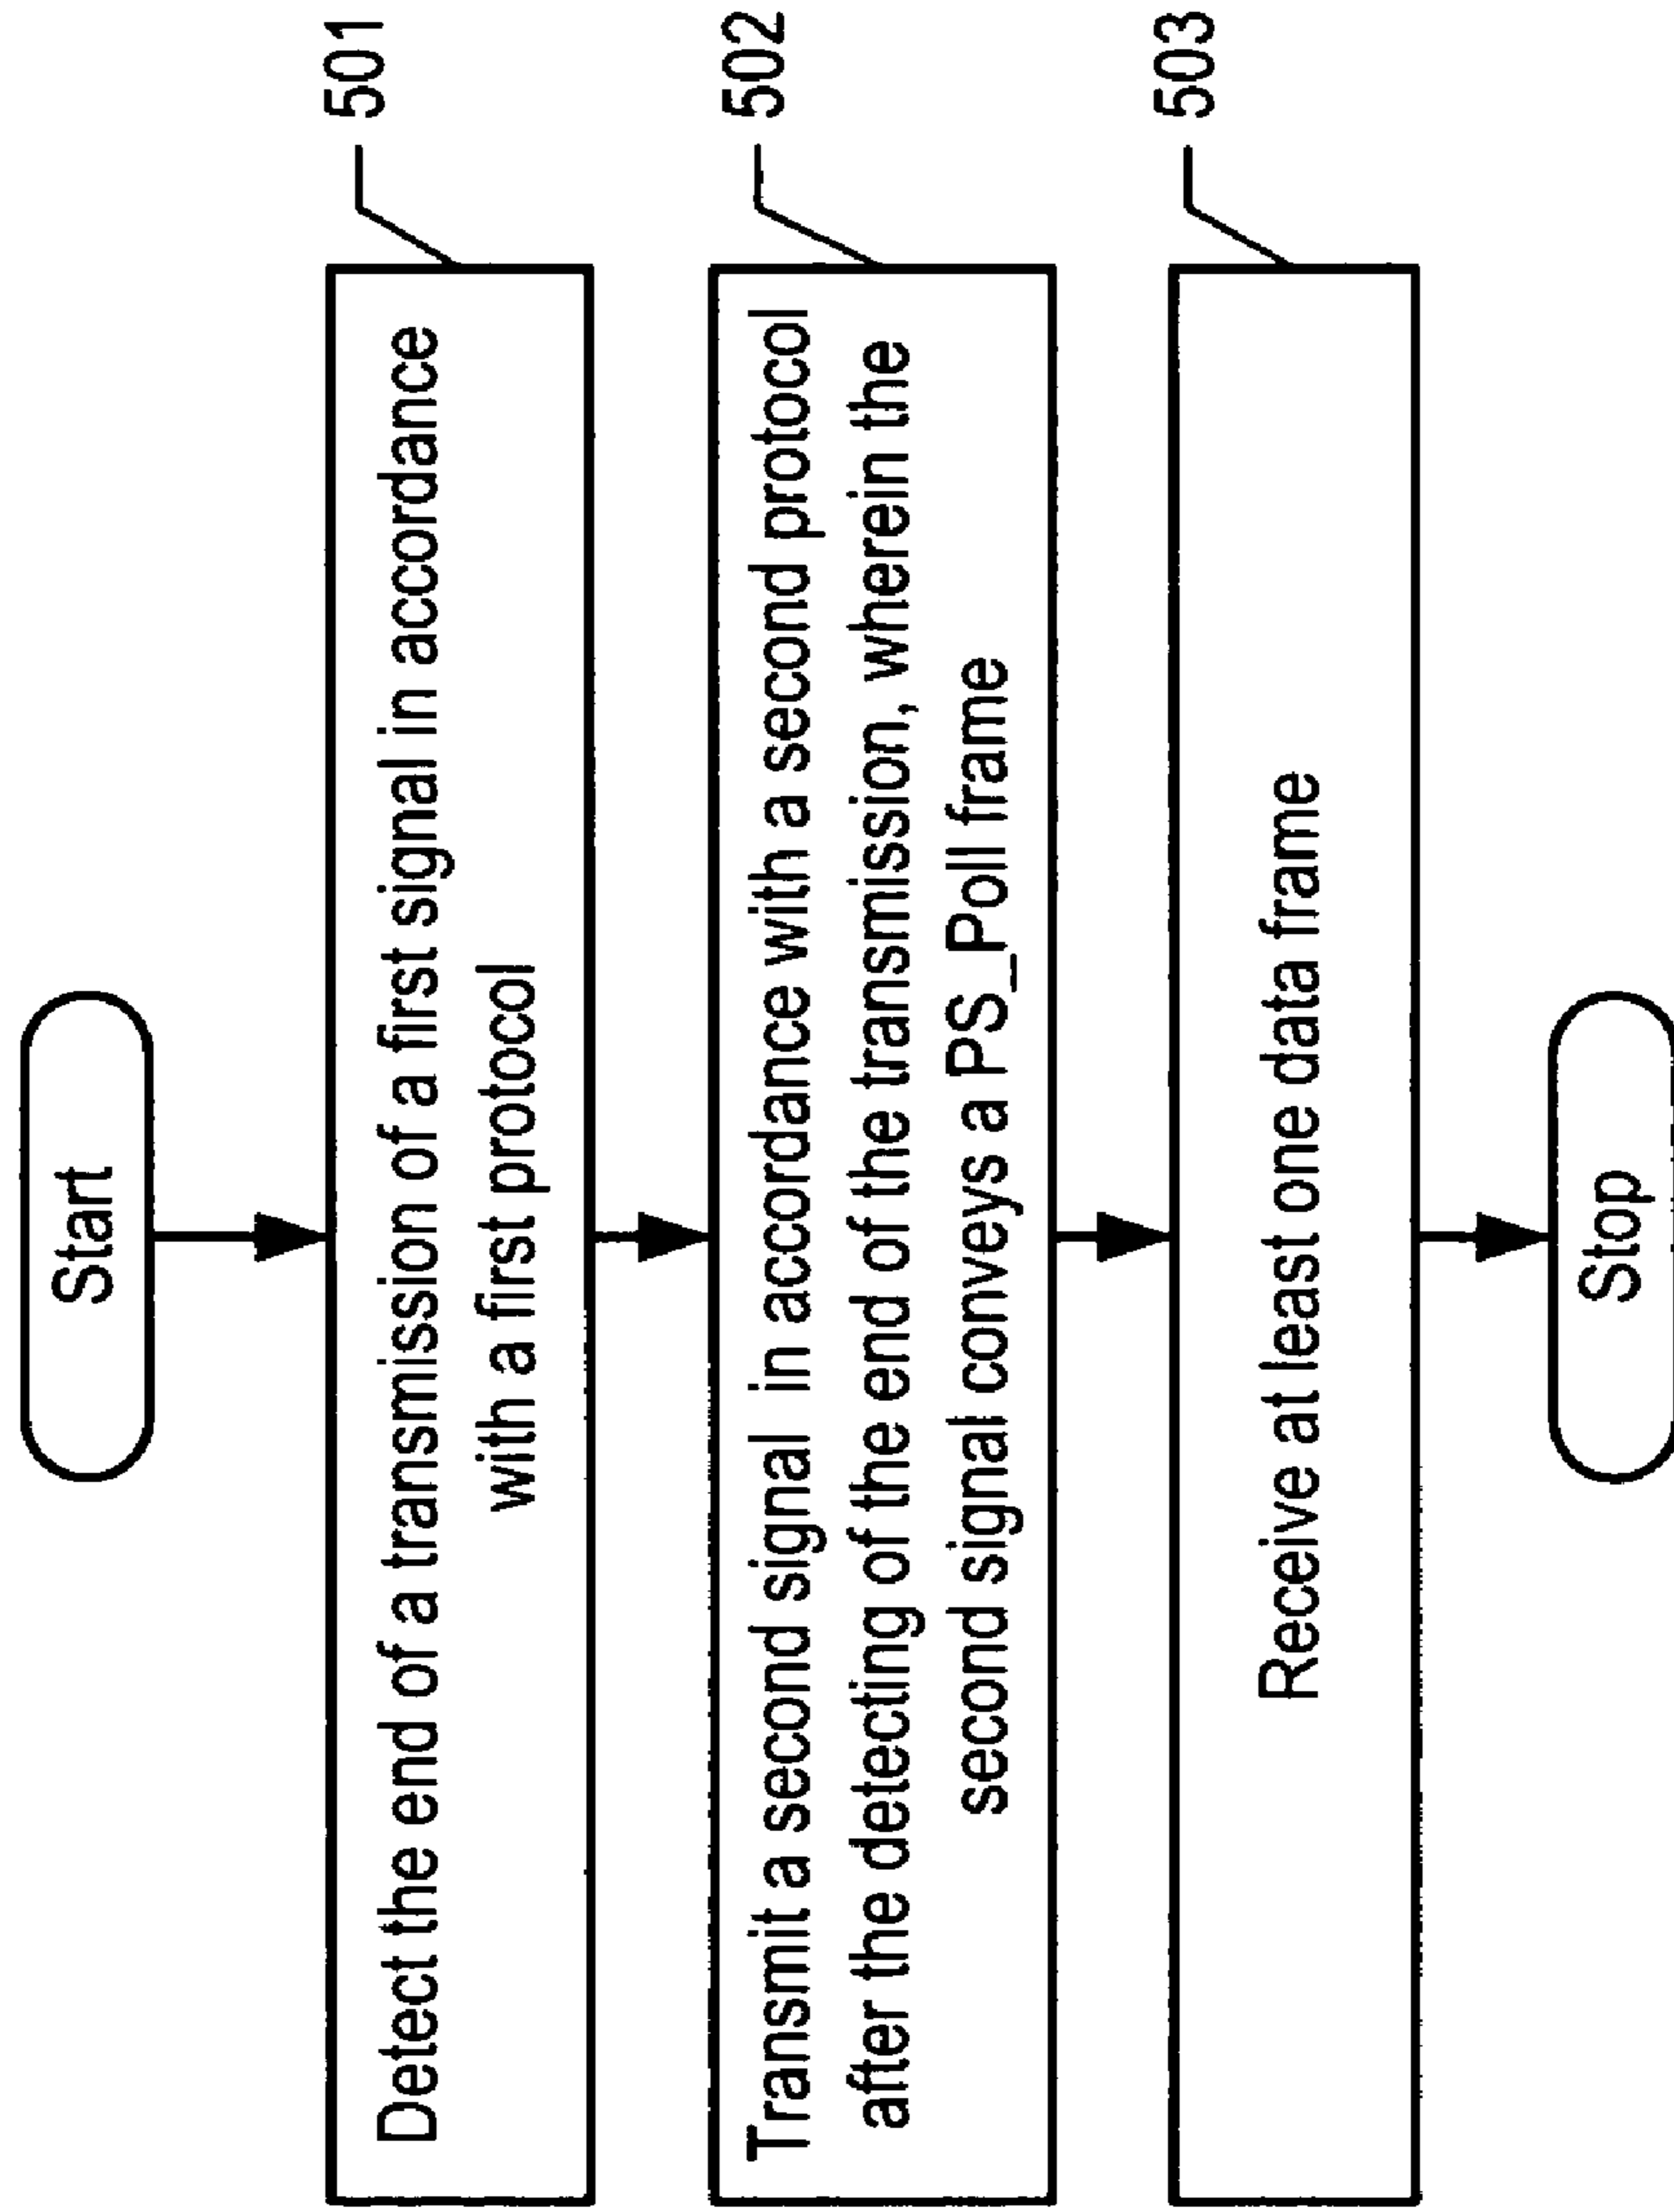 Start
Detect the end of a transmission of a first signal in accordance
with a first protocol
501
Transmit a second signal in accordance with a second protocol
after the detecting of the end of the transmission, wherein the
second signal conveys a PS_Poll frame
502
Receive at least one data frame
503
Stop